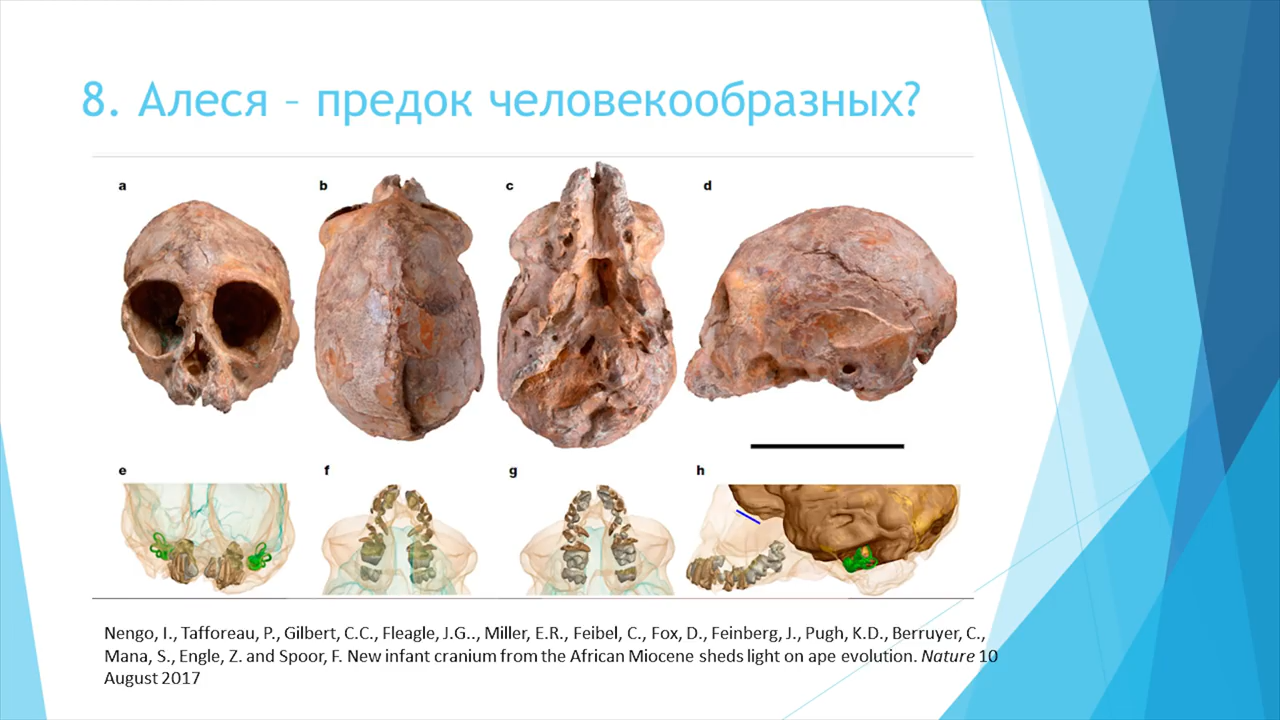 8. Алеся – предок человекообразных?
a b c d
e f g h
Nengo, I., Tafforeau, P., Gilbert, C.C., Fleagle, J.G.., Miller, E.R., Feibel, C., Fox, D., Feinberg, J., Pugh, K.D., Berruyer, C.,
Mana, S., Engle, Z. and Spoor, F. New infant cranium from the African Miocene sheds light on ape evolution. Nature 10
August 2017